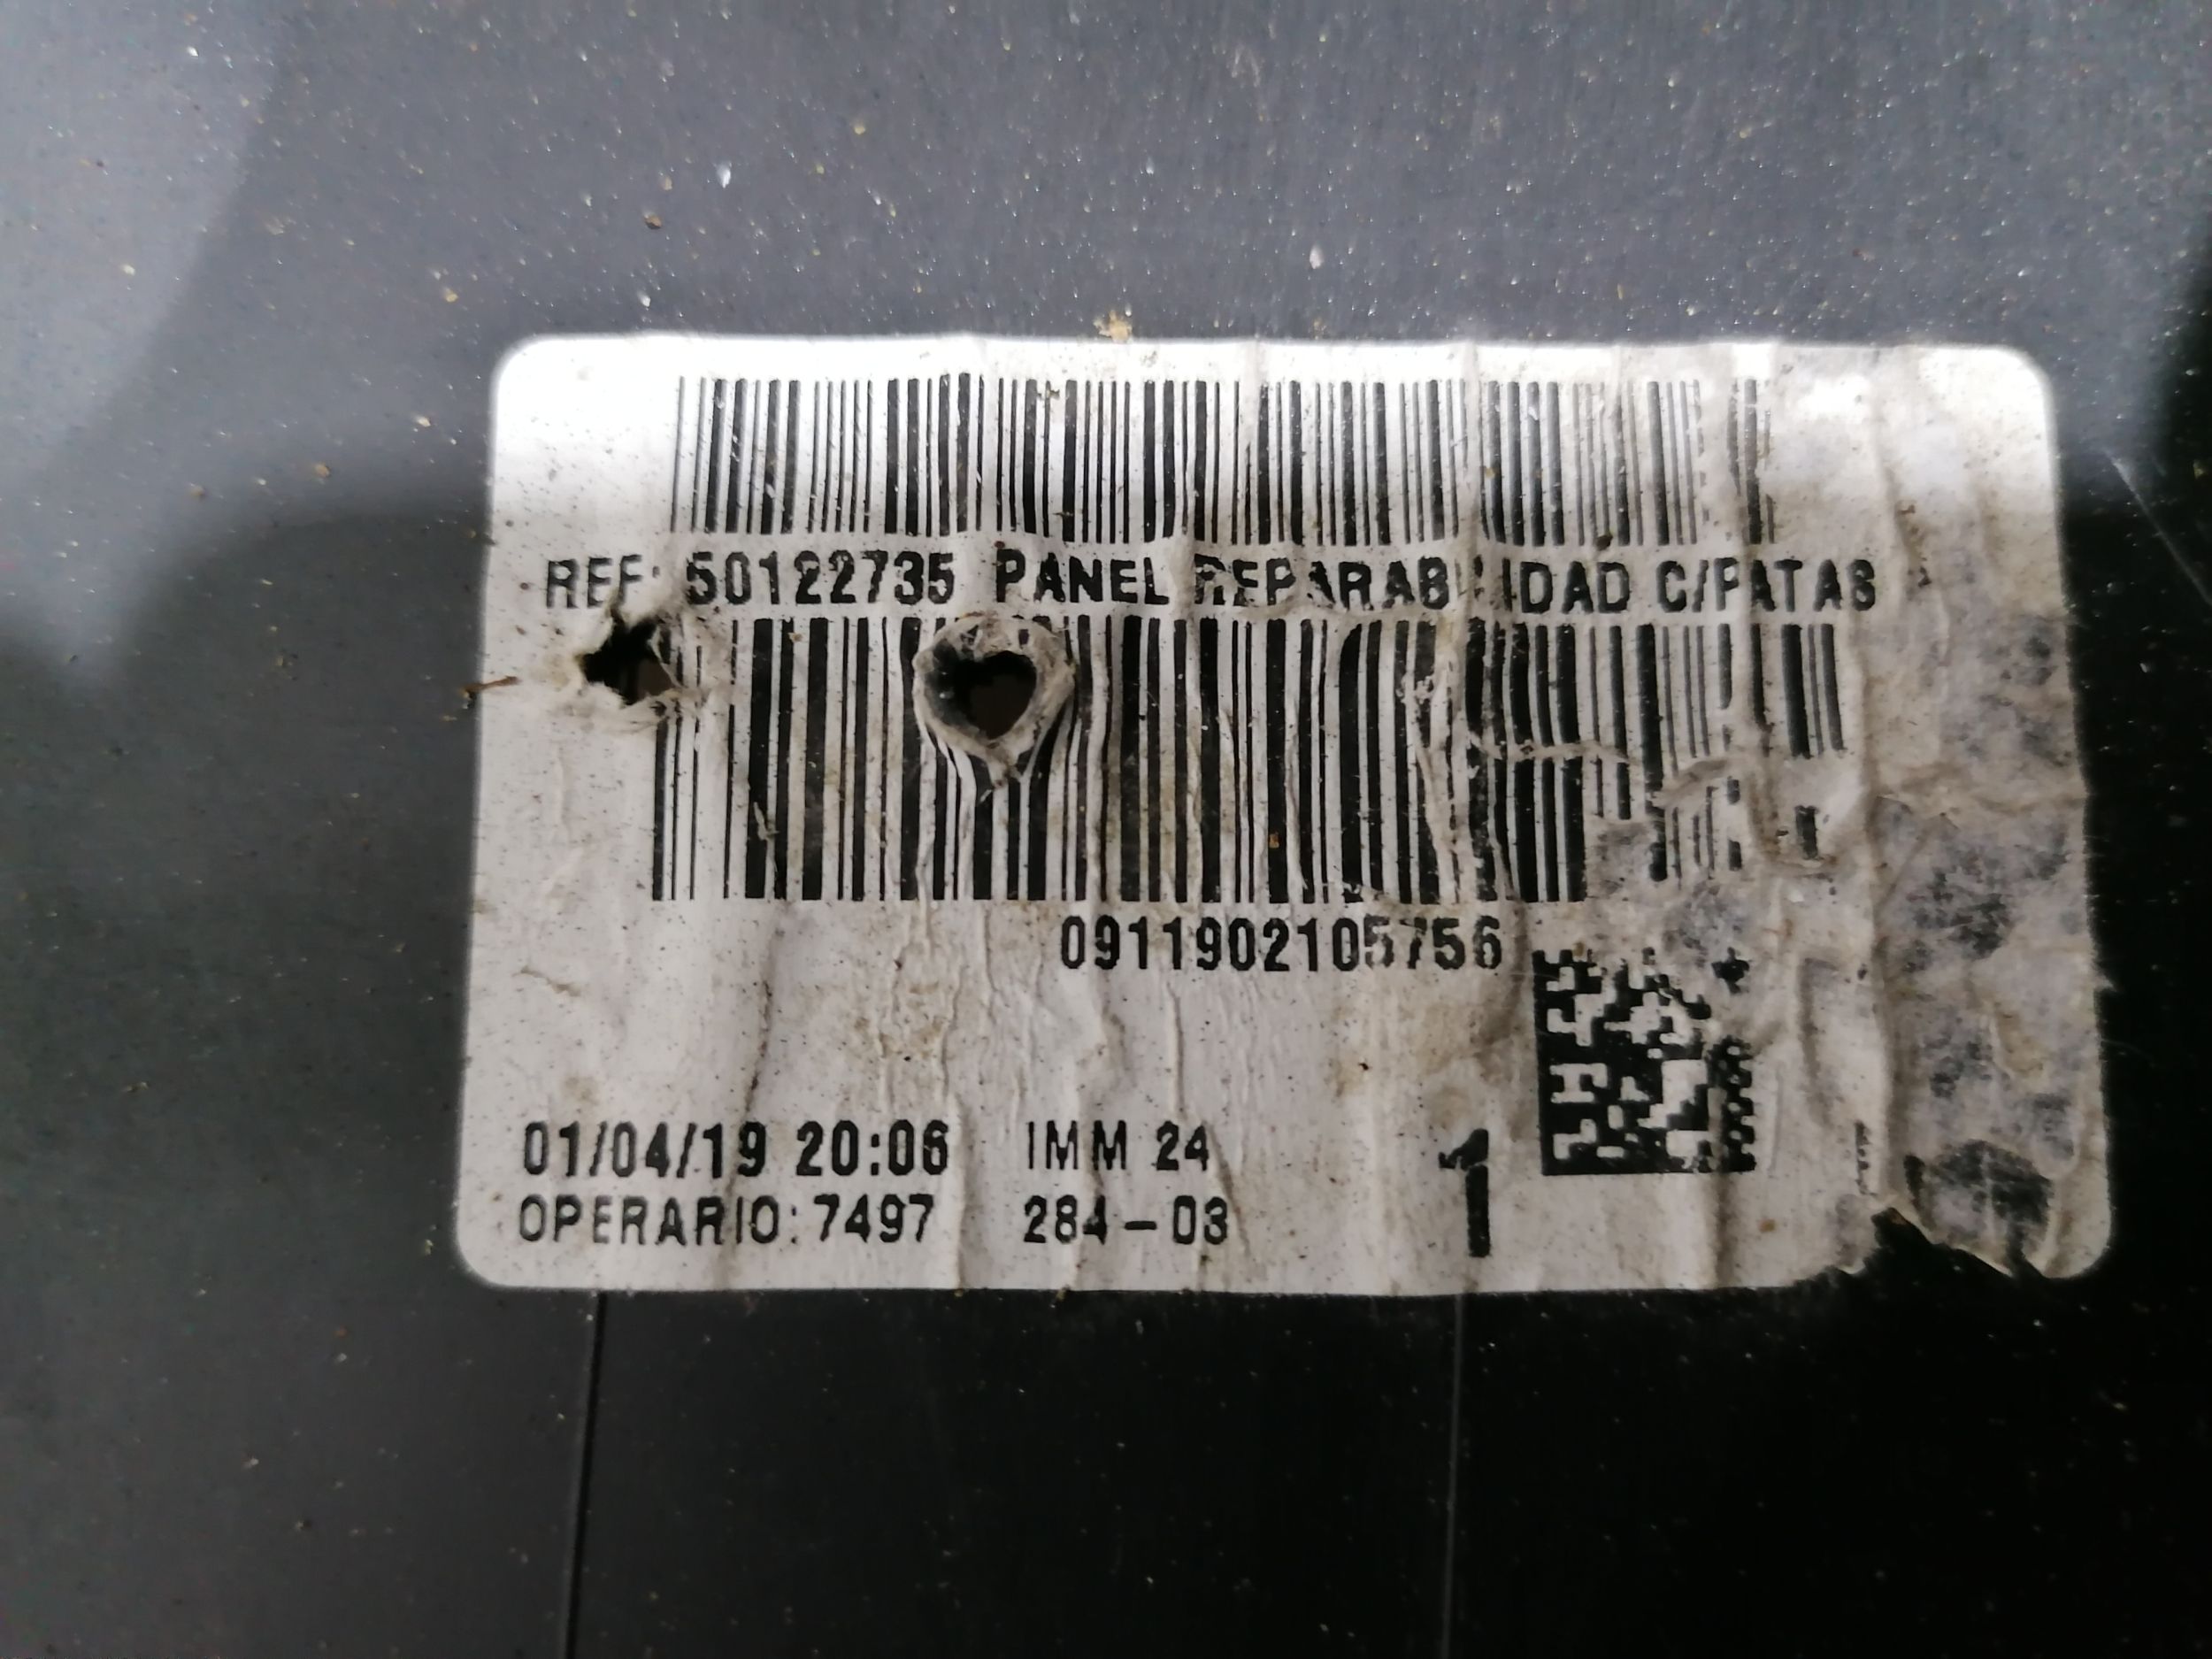 REF: 50122735 PANEL REPARABILIDAD C/PATAS
0911902105756
01/04/19 20:06 IMM 24
OPERARIO: 7497 284-03
1